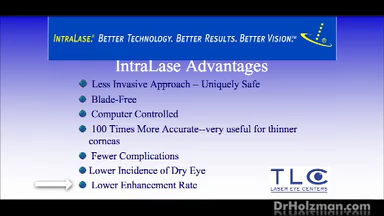 INTRALASE. BETTER TECHNOLOGY. BETTER RESULTS. BETTER VISION.™
IntraLase Advantages
Less Invasive Approach – Uniquely Safe
Blade-Free
Computer Controlled
100 Times More Accurate--very useful for thinner
corneas
Fewer Complications
Lower Incidence of Dry Eye
Lower Enhancement Rate
TLC
LASER EYE CENTERS
DrHolzman.com